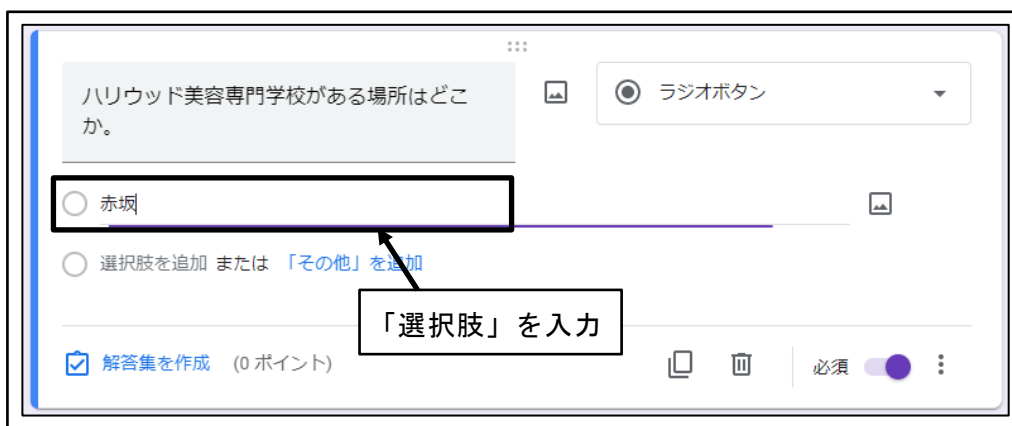 ハリウッド美容専門学校がある場所はどこ
か。
ラジオボタン
赤坂
選択肢を追加 または 「その他」を追加
「選択肢」を入力
解答集を作成 (0 ポイント)
必須